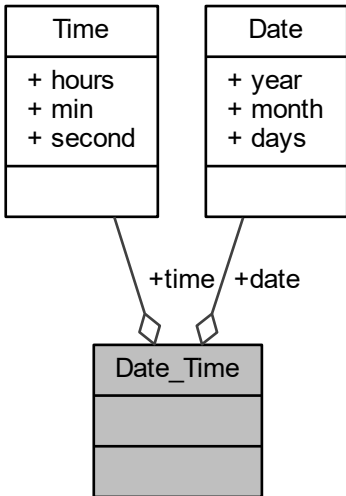 Time
+ hours
+ min
+ second
Date
+ year
+ month
+ days
+time
+date
Date_Time